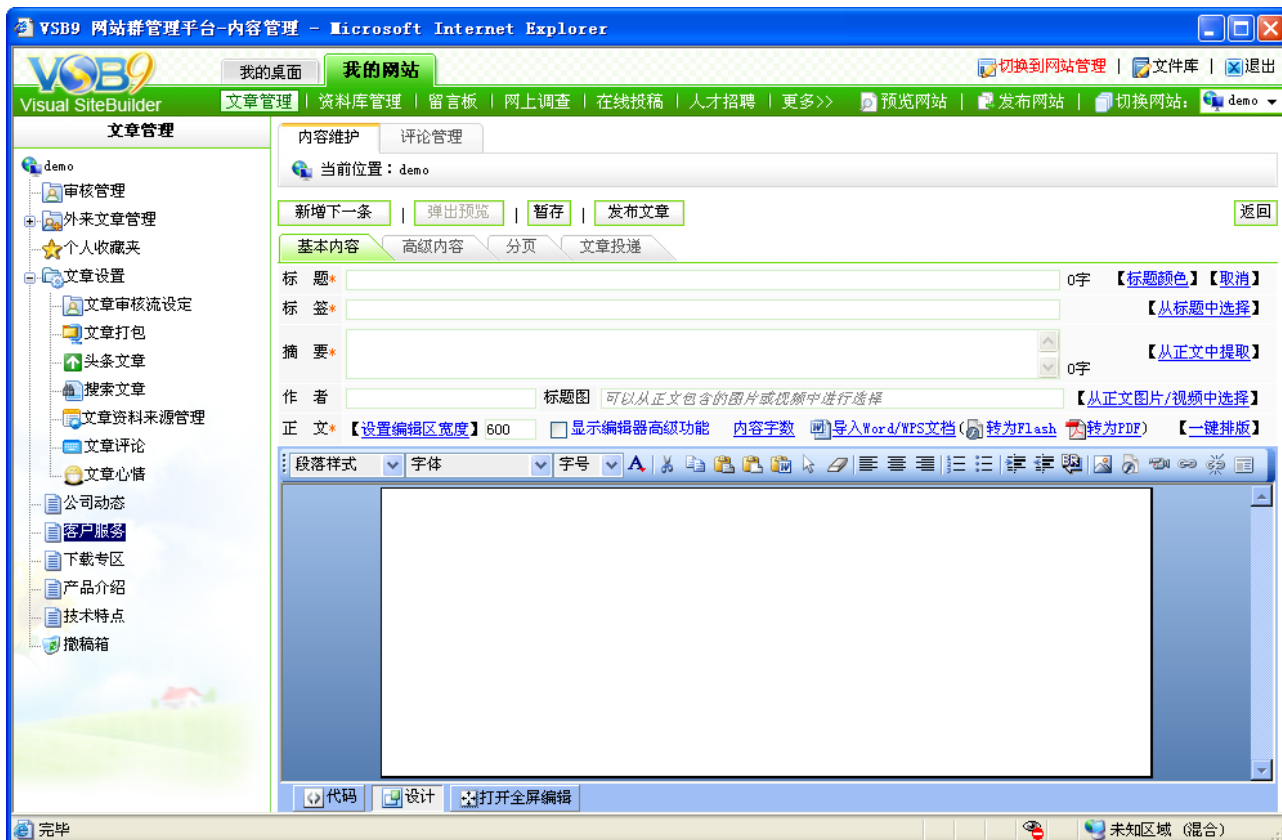 VSB9 网站群管理平台-内容管理 - Microsoft Internet Explorer
VSB9
Visual SiteBuilder
我的桌面 我的网站
切换到网站管理 | 文件库 | 退出
文章管理 | 资料库管理 | 留言板 | 网上调查 | 在线投稿 | 人才招聘 | 更多>> 预览网站 | 发布网站 | 切换网站: demo
文章管理
demo
审核管理
外来文章管理
个人收藏夹
文章设置
文章审核流设定
文章打包
头条文章
搜索文章
文章资料来源管理
文章评论
文章心情
公司动态
客户服务
下载专区
产品介绍
技术特点
撤稿箱
内容维护 评论管理
当前位置:demo
新增下一条 | 弹出预览 | 暂存 | 发布文章 返回
基本内容 高级内容 分页 文章投递
标 题* 0字 【标题颜色】【取消】
标 签* 【从标题中选择】
摘 要* 0字 【从正文中提取】
作 者 标题图 可以从正文包含的图片或视频中进行选择 【从正文图片/视频中选择】
正 文* 【设置编辑区宽度】 600 显示编辑器高级功能 内容字数 导入Word/WPS文档(转为Flash 转为PDF) 【一键排版】
段落样式 字体 字号 A
代码 设计 打开全屏编辑
完毕 未知区域 (混合)